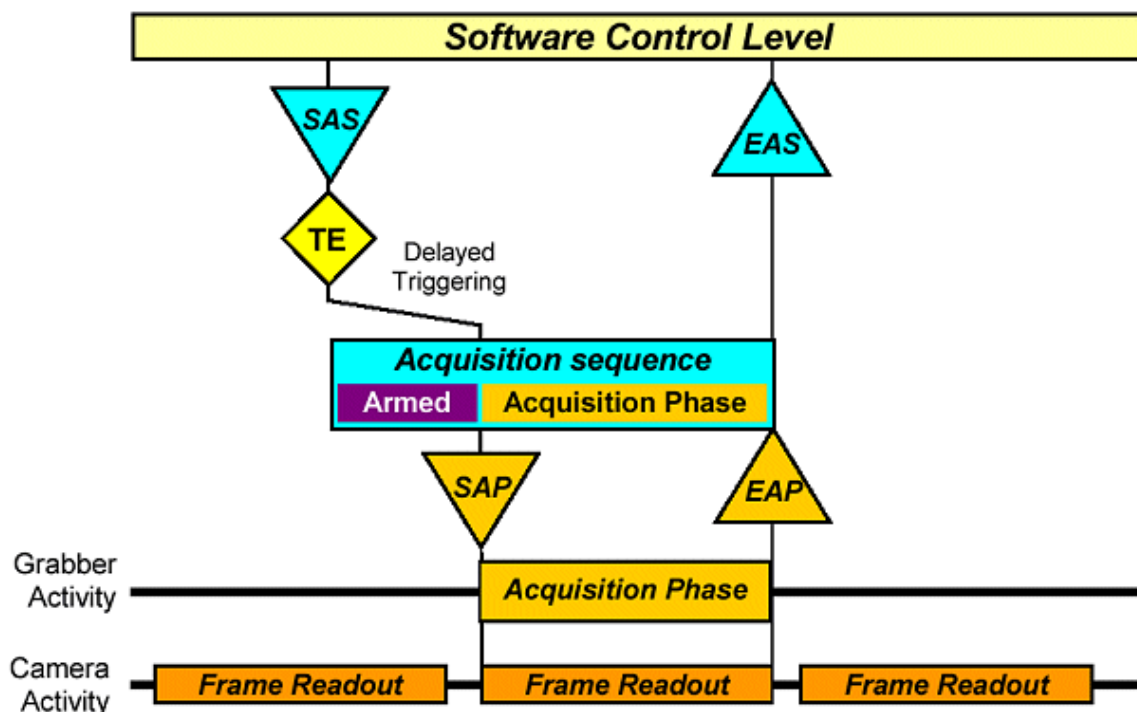 Software Control Level
SAS
EAS
TE
Delayed
Triggering
Acquisition sequence
Armed
Acquisition Phase
SAP
EAP
Grabber
Activity
Acquisition Phase
Camera
Activity
Frame Readout
Frame Readout
Frame Readout